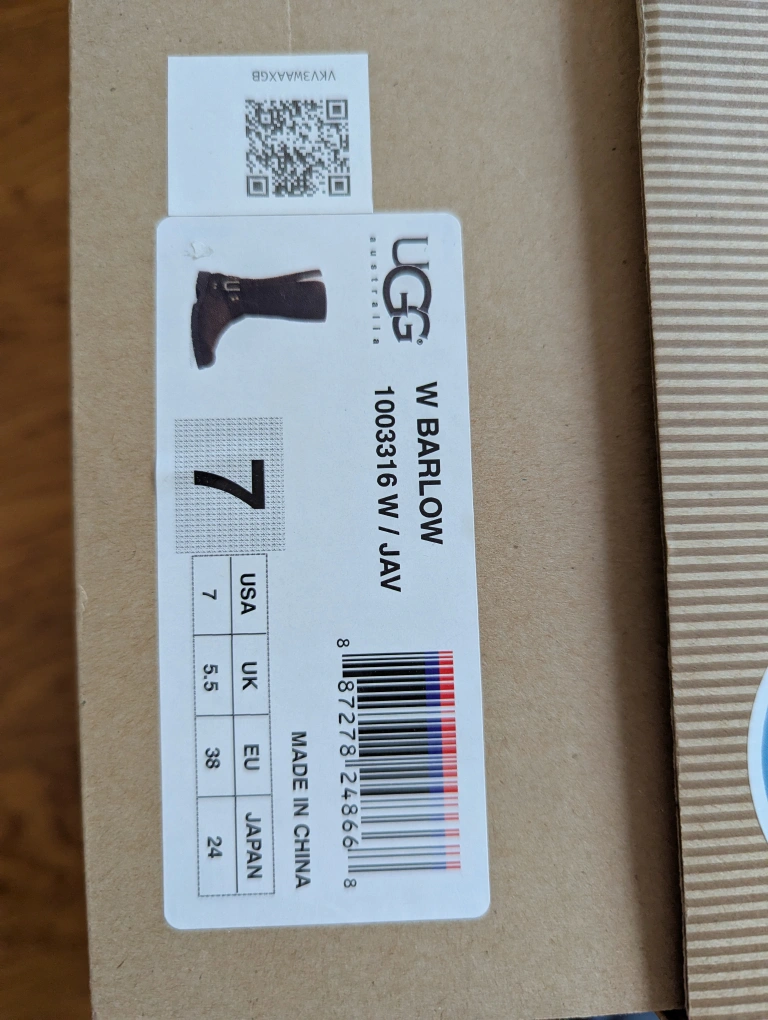 VKV3WAAXGB
UGG®
australia
W BARLOW
1003316 W / JAV
7
USA UK EU JAPAN
7 5.5 38 24
MADE IN CHINA
8 87278 24866 8